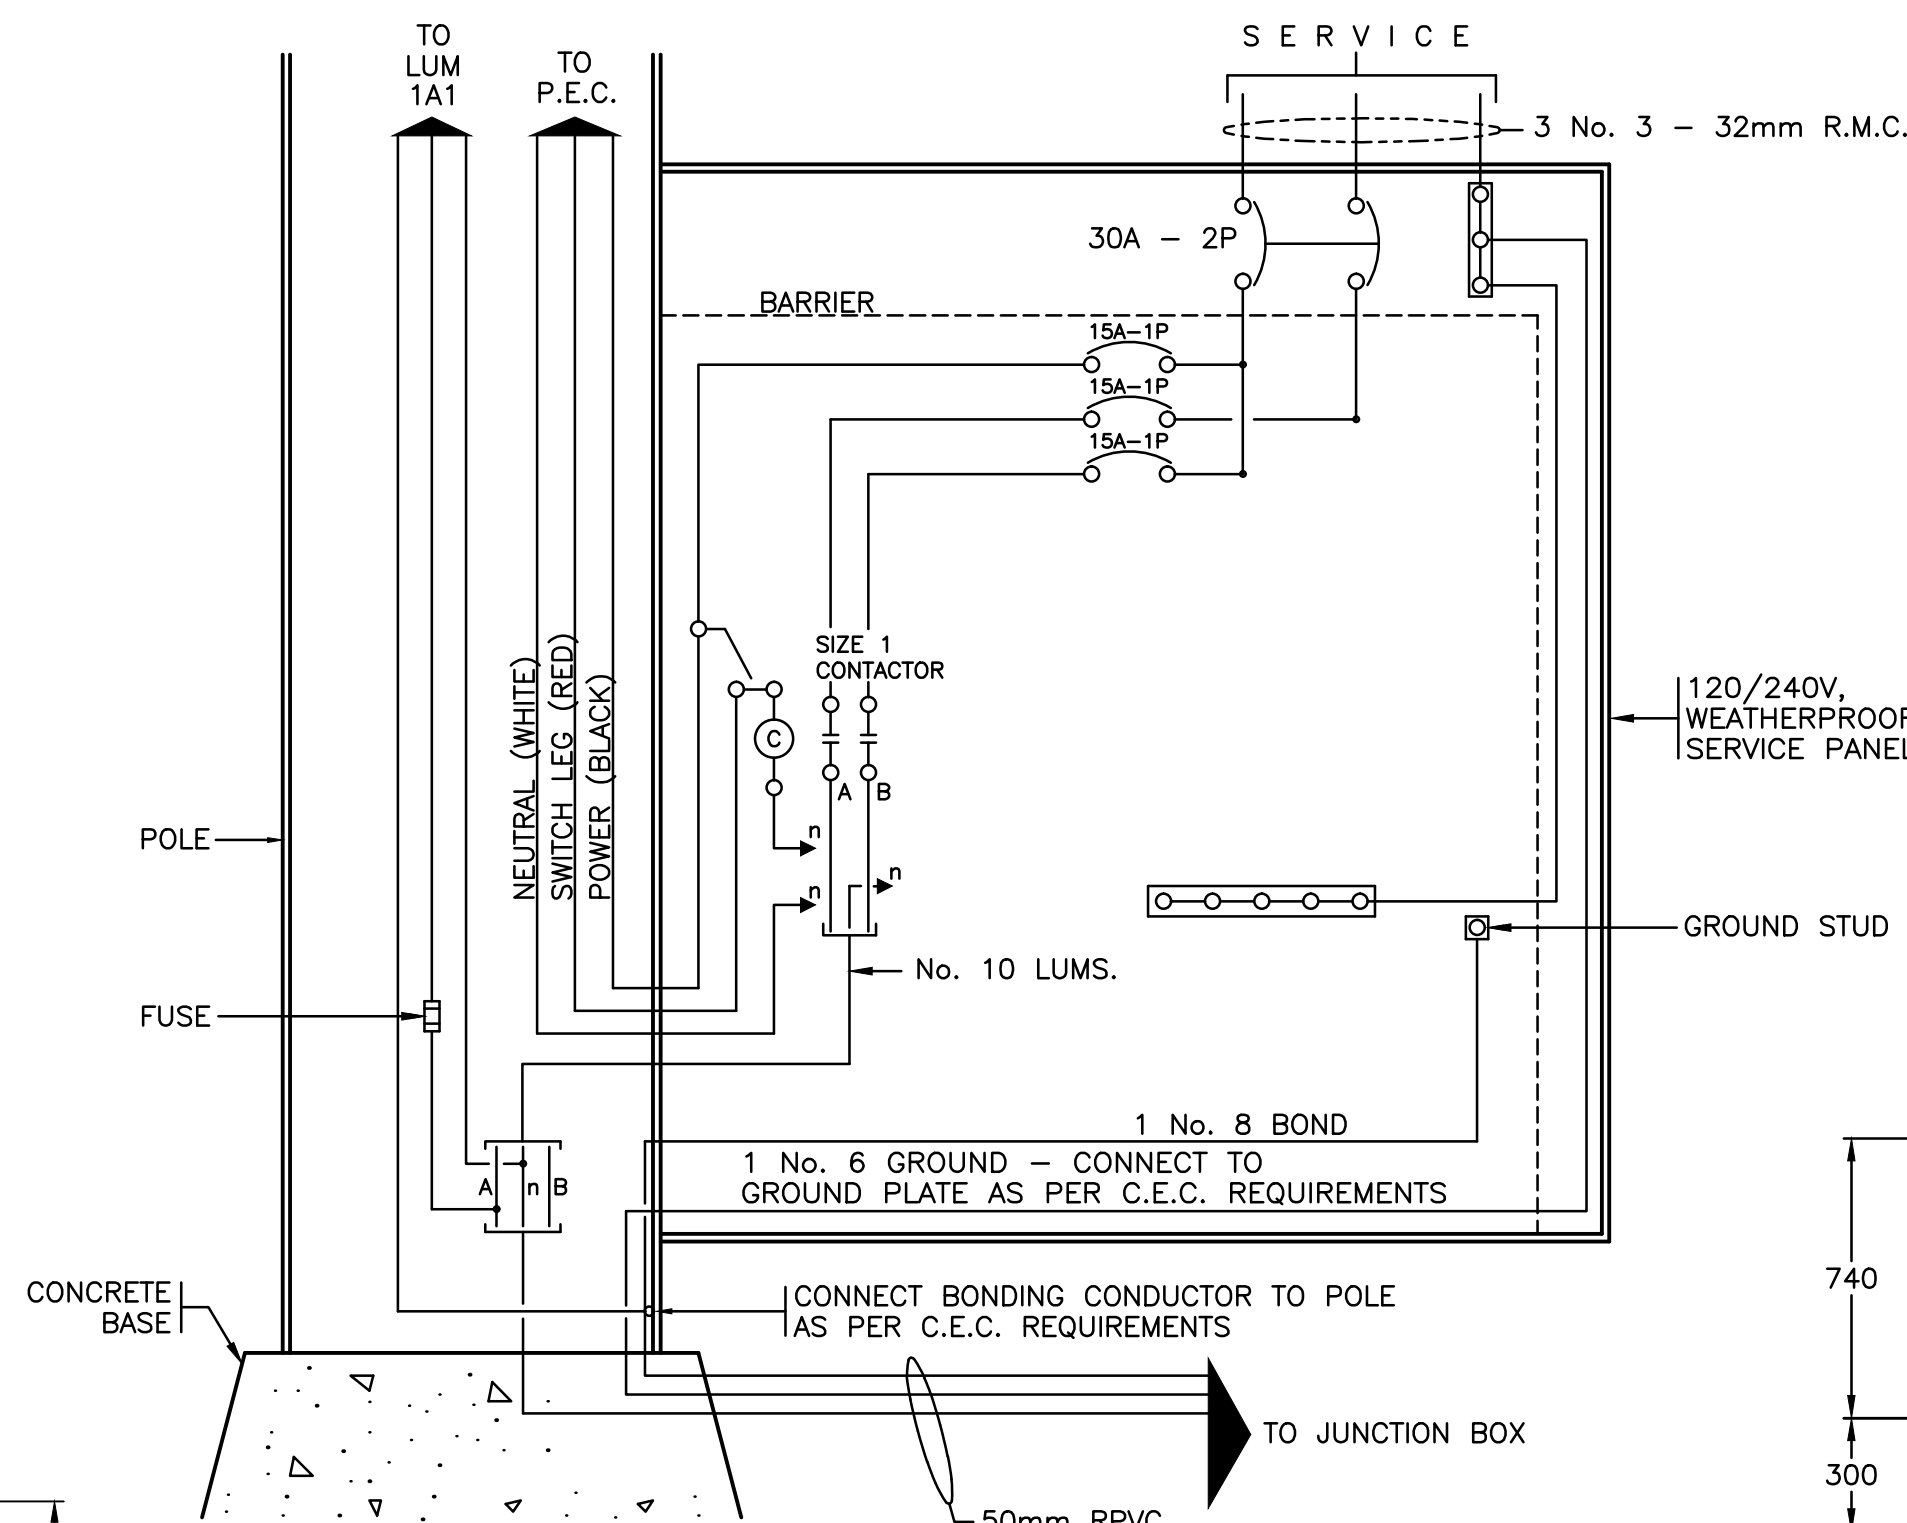 TO
LUM
1A1
TO
P.E.C.
S E R V I C E
3 No. 3 – 32mm R.M.C.
30A – 2P
BARRIER
15A–1P
15A–1P
15A–1P
SIZE 1
CONTACTOR
NEUTRAL (WHITE)
SWITCH LEG (RED)
POWER (BLACK)
C
A B
n
n
n
120/240V,
WEATHERPROOF
SERVICE PANEL
POLE
GROUND STUD
No. 10 LUMS.
FUSE
1 No. 8 BOND
1 No. 6 GROUND – CONNECT TO
GROUND PLATE AS PER C.E.C. REQUIREMENTS
A n B
CONCRETE
BASE
CONNECT BONDING CONDUCTOR TO POLE
AS PER C.E.C. REQUIREMENTS
740
TO JUNCTION BOX
300
50mm RPVC